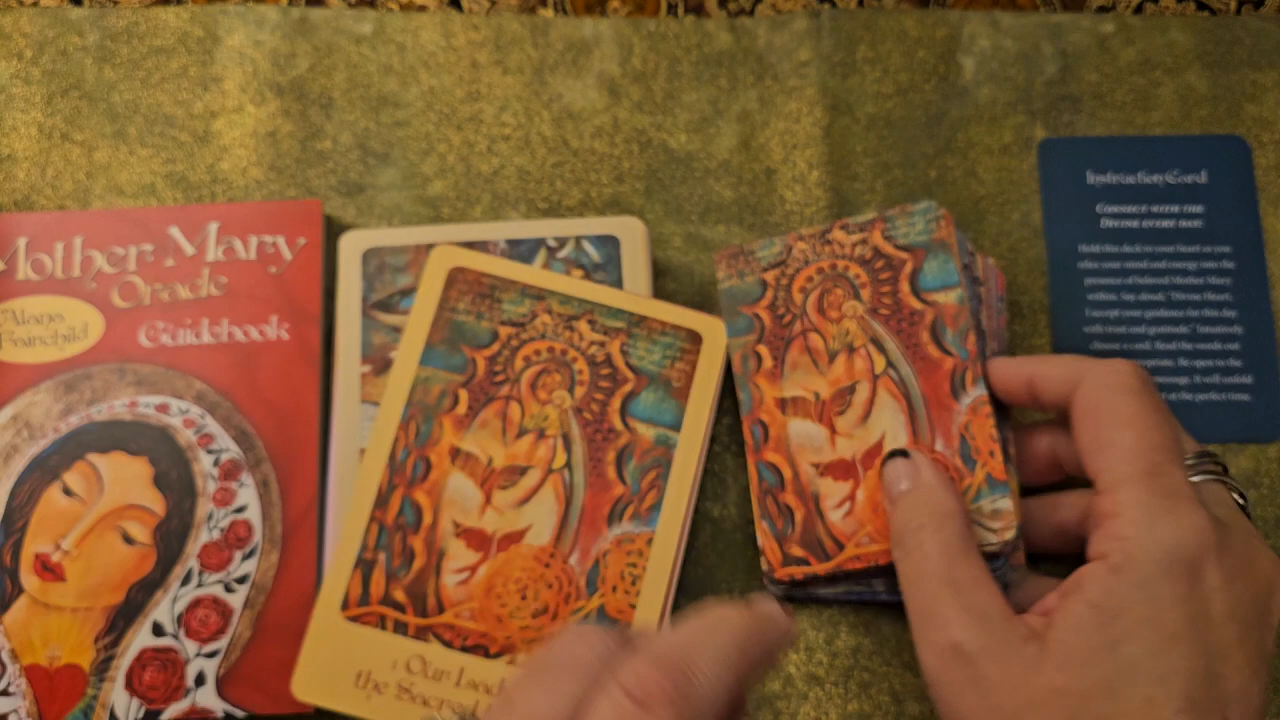 Mother Mary
Oracle
Alana
Fairchild
Guidebook
Our Lad
the Sacred
Instruction Card
CONNECT WITH THE
DIVINE EVERY DAY:
Hold this deck to your heart as you
relax your mind and energy into the
presence of beloved Mother Mary
within. Say aloud, "Divine Heart,
I accept your guidance for this day
with trust and gratitude." Intuitively
choose a card. Read the words out
Be open to the
message. It will unfold
at the perfect time.